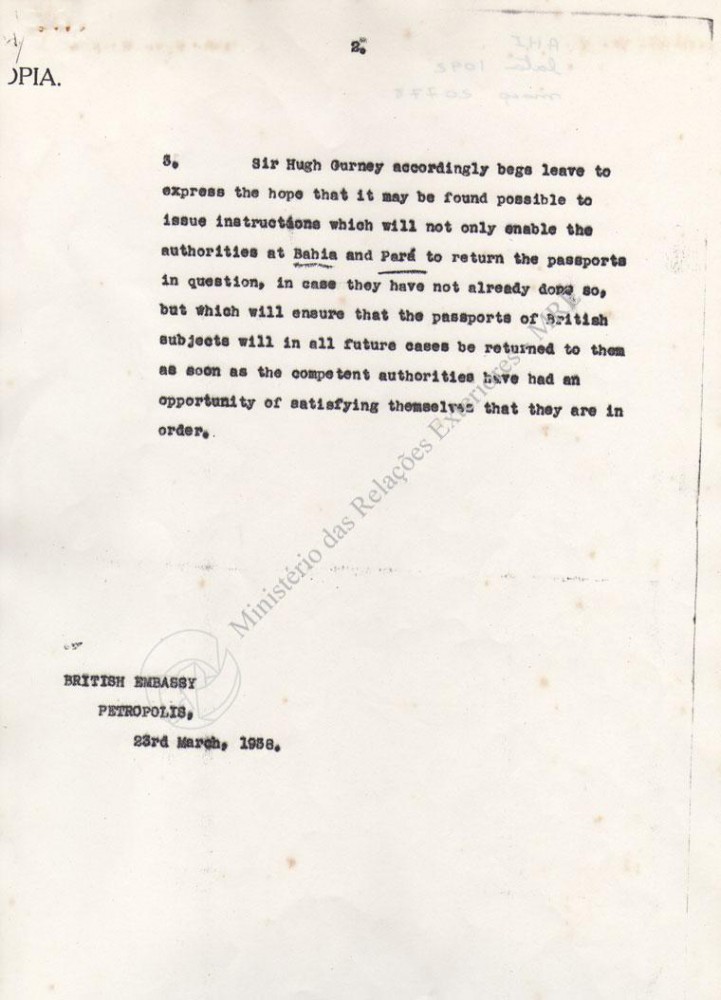 2.
OPIA.
3. Sir Hugh Gurney accordingly begs leave to
express the hope that it may be found possible to
issue instructions which will not only enable the
authorities at Bahia and Pará to return the passports
in question, in case they have not already done so,
but which will ensure that the passports of British
subjects will in all future cases be returned to them
as soon as the competent authorities have had an
opportunity of satisfying themselves that they are in
order.
Ministério das Relações Exteriores - MRE
BRITISH EMBASSY
PETROPOLIS,
23rd March, 1938.